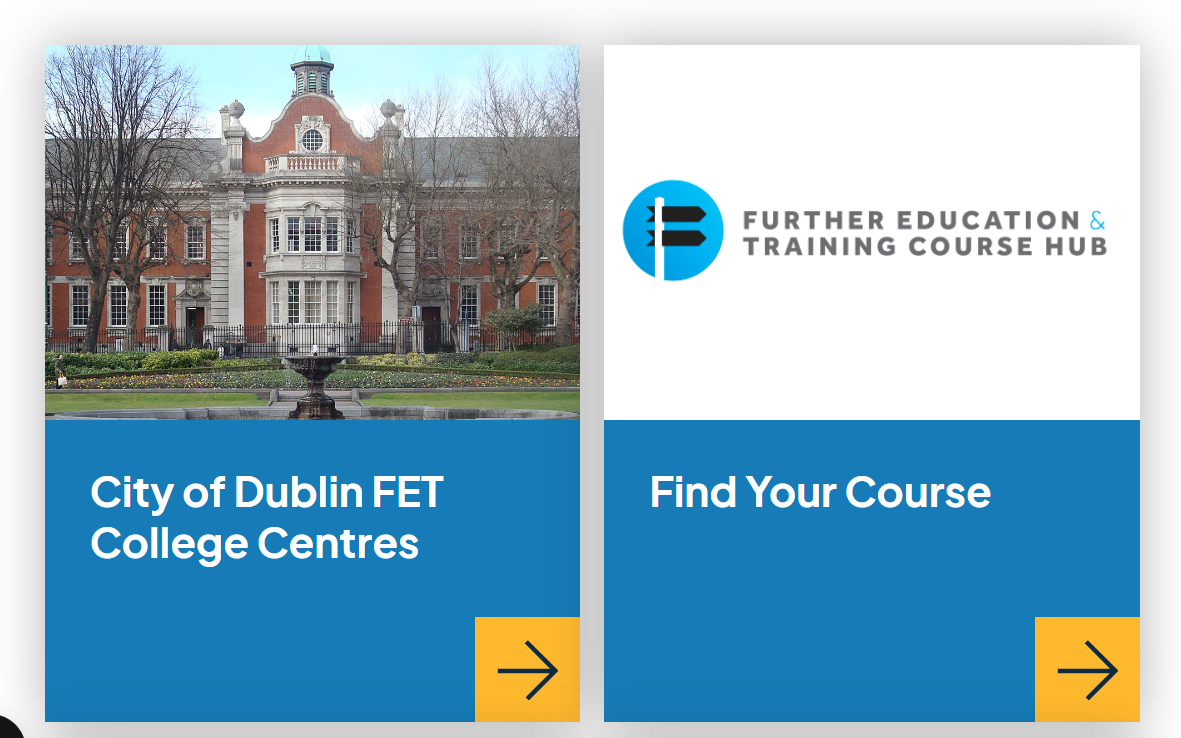 FURTHER EDUCATION &
TRAINING COURSE HUB
City of Dublin FET
College Centres
Find Your Course